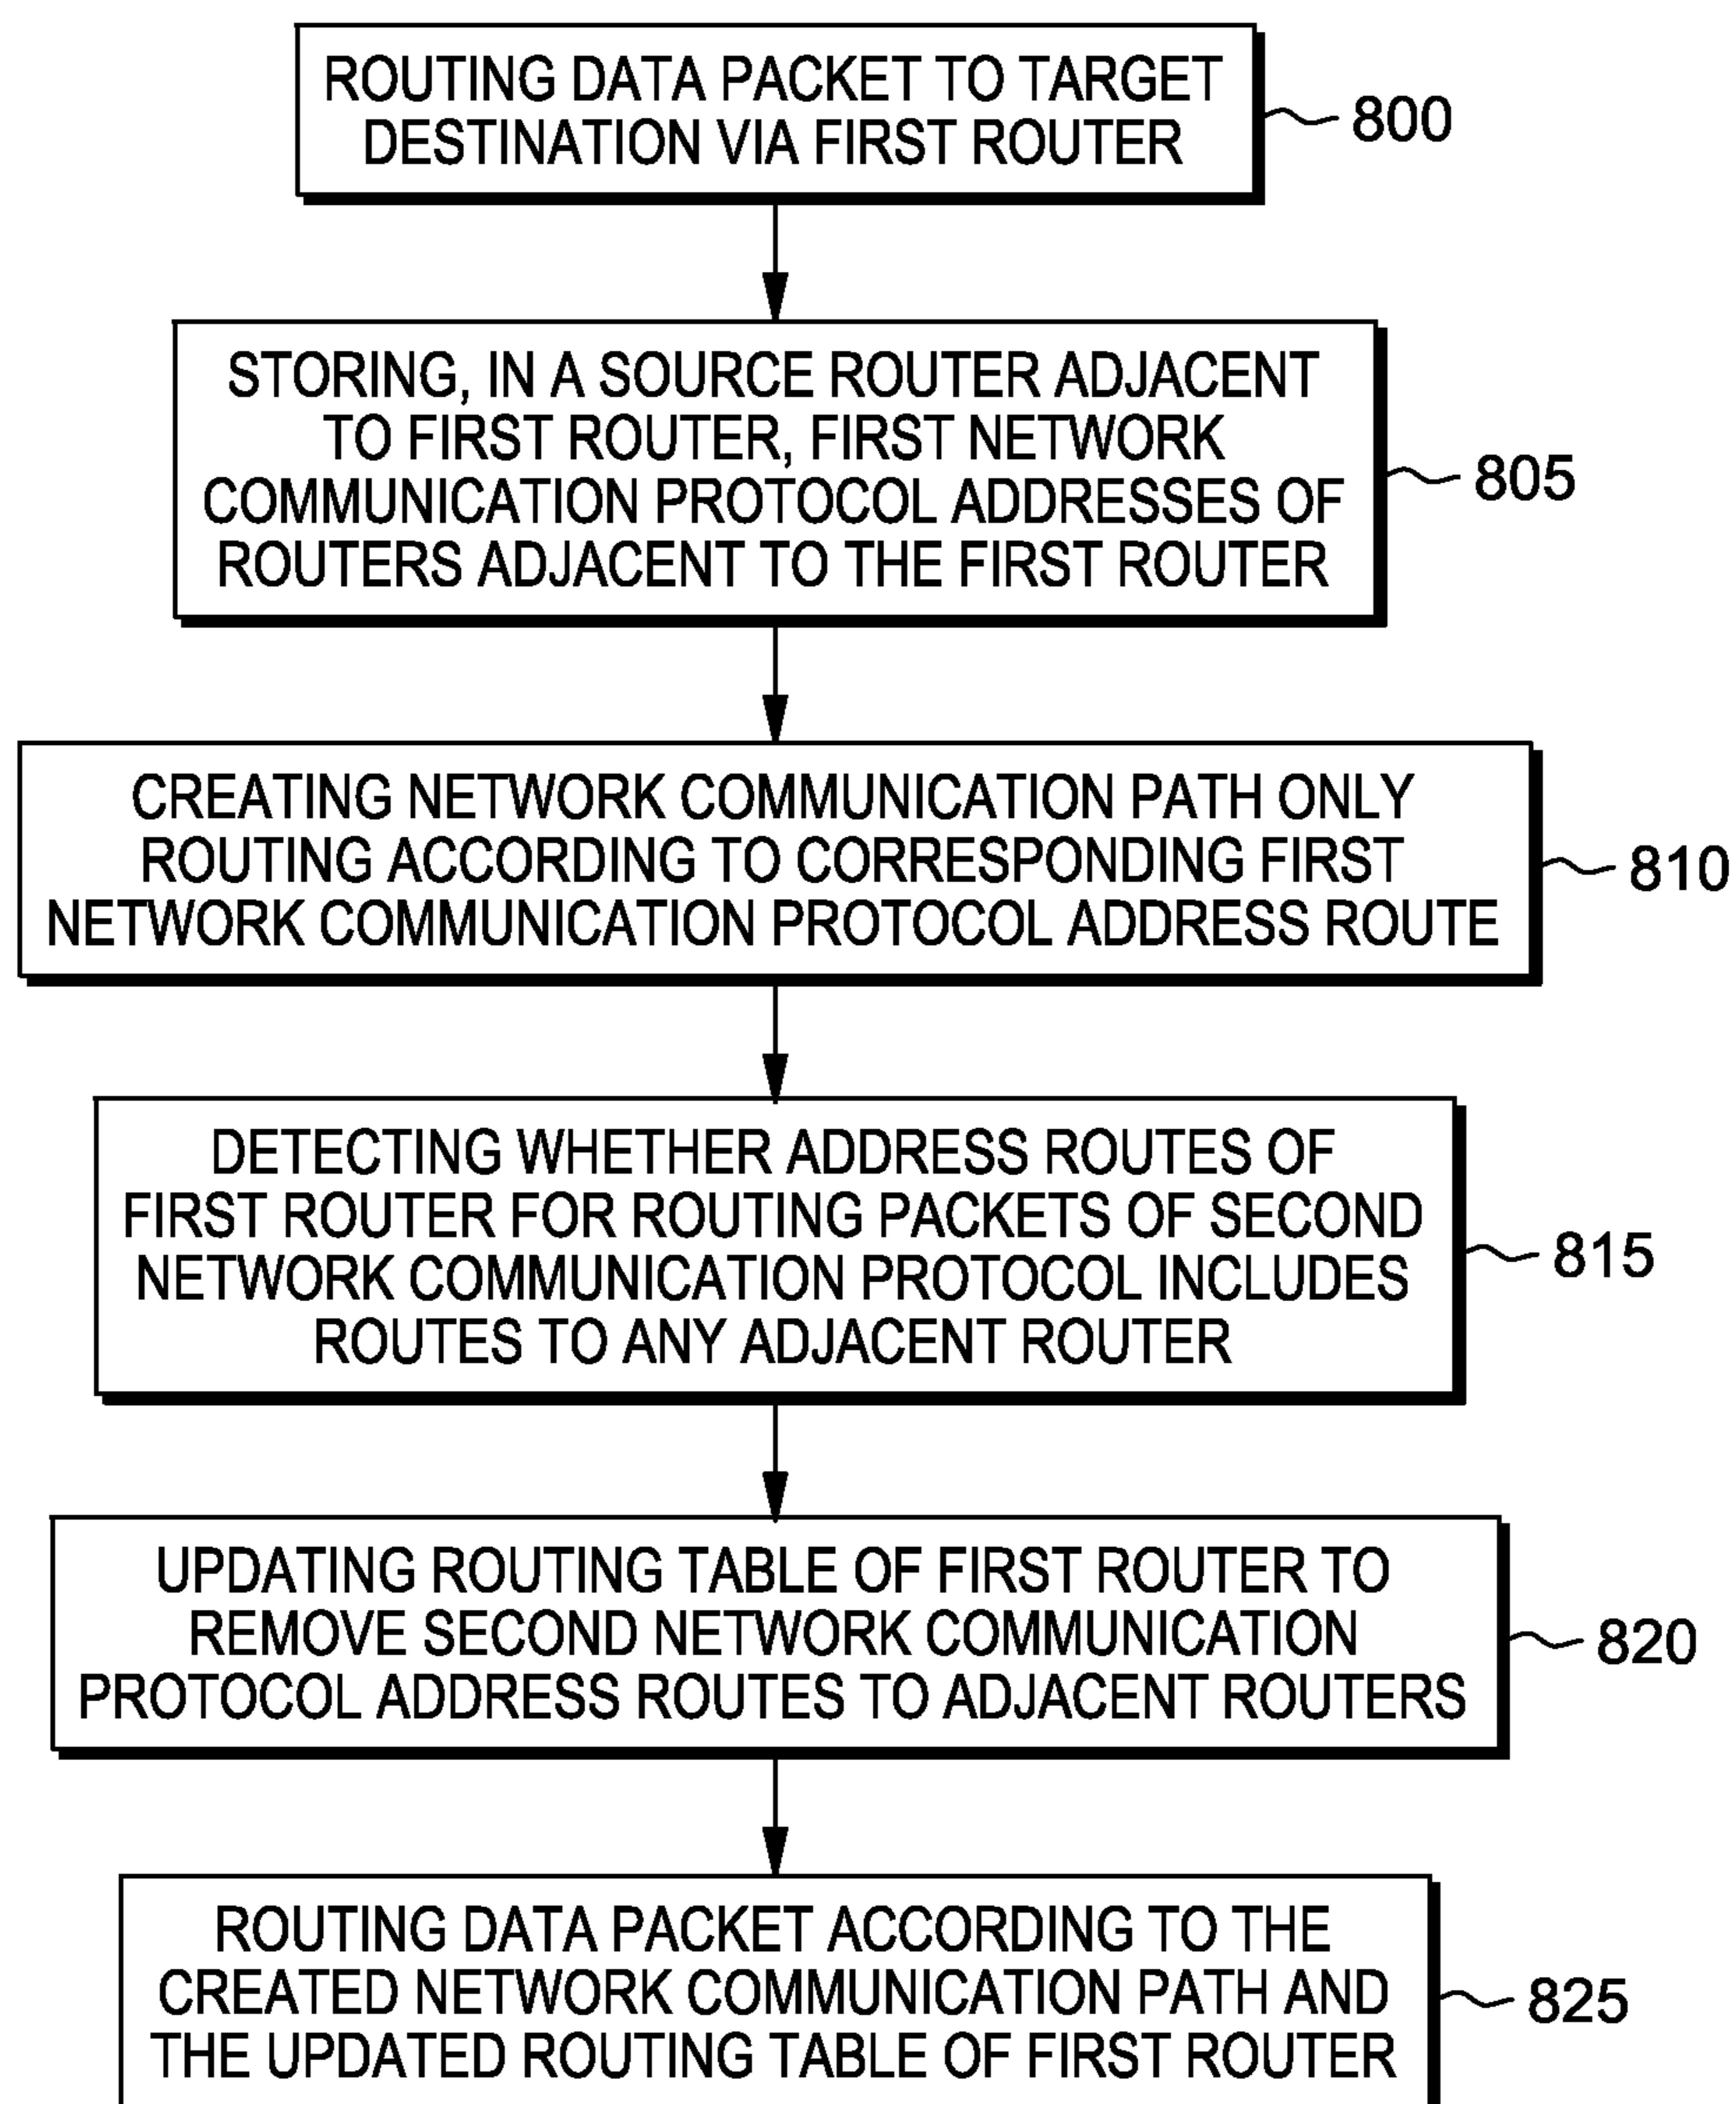 ROUTING DATA PACKET TO TARGET
DESTINATION VIA FIRST ROUTER
800
STORING, IN A SOURCE ROUTER ADJACENT
TO FIRST ROUTER, FIRST NETWORK
COMMUNICATION PROTOCOL ADDRESSES OF
ROUTERS ADJACENT TO THE FIRST ROUTER
805
CREATING NETWORK COMMUNICATION PATH ONLY
ROUTING ACCORDING TO CORRESPONDING FIRST
NETWORK COMMUNICATION PROTOCOL ADDRESS ROUTE
810
DETECTING WHETHER ADDRESS ROUTES OF
FIRST ROUTER FOR ROUTING PACKETS OF SECOND
NETWORK COMMUNICATION PROTOCOL INCLUDES
ROUTES TO ANY ADJACENT ROUTER
815
UPDATING ROUTING TABLE OF FIRST ROUTER TO
REMOVE SECOND NETWORK COMMUNICATION
PROTOCOL ADDRESS ROUTES TO ADJACENT ROUTERS
820
ROUTING DATA PACKET ACCORDING TO THE
CREATED NETWORK COMMUNICATION PATH AND
THE UPDATED ROUTING TABLE OF FIRST ROUTER
825